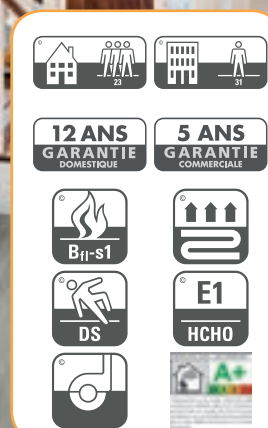 23
31
12 ANS
GARANTIE
DOMESTIQUE
5 ANS
GARANTIE
COMMERCIALE
Bfl-s1
DS
E1
HCHO
A+